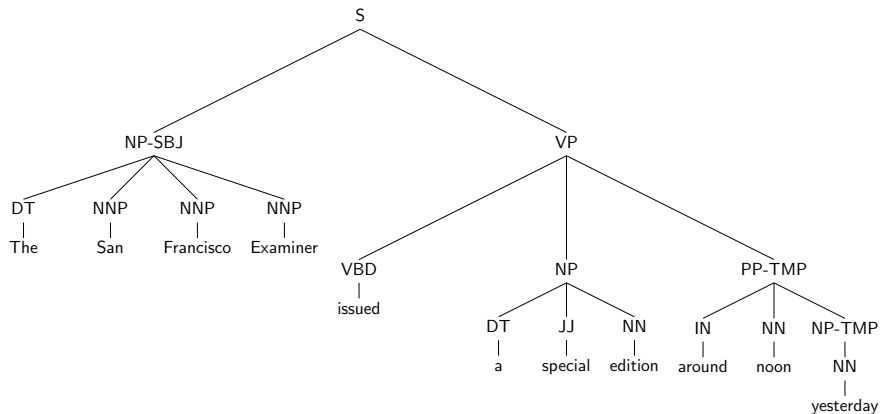 S
NP-SBJ VP
DT NNP NNP NNP
The San Francisco Examiner
VBD NP PP-TMP
issued
DT JJ NN IN NN NP-TMP
a special edition around noon NN
yesterday